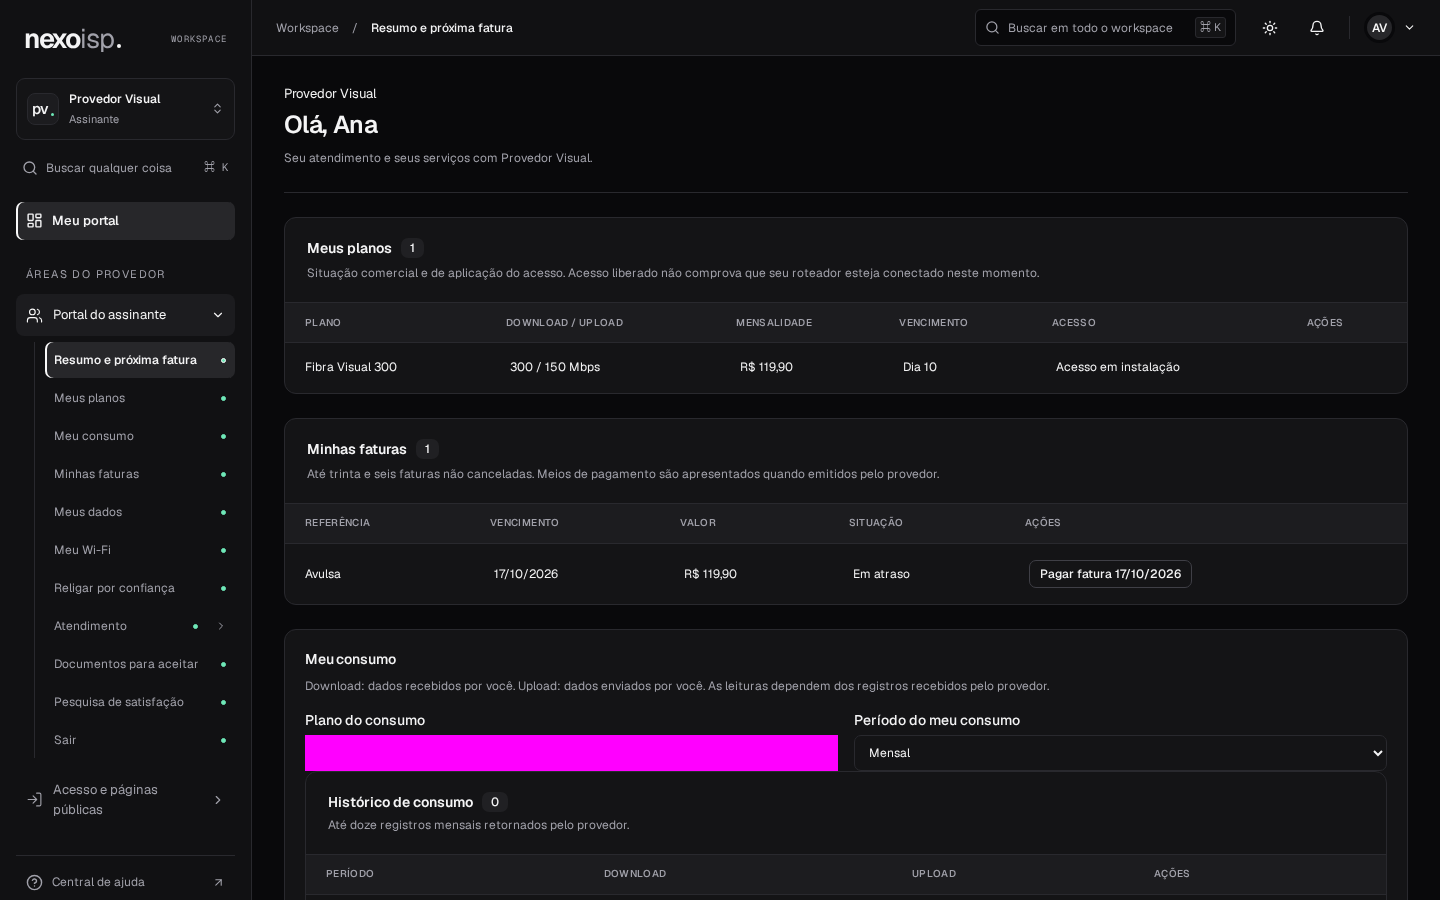 nexoisp.
WORKSPACE
pv.
Provedor Visual
Assinante
Buscar qualquer coisa
⌘ K
Meu portal
ÁREAS DO PROVEDOR
Portal do assinante
Resumo e próxima fatura
Meus planos
Meu consumo
Minhas faturas
Meus dados
Meu Wi-Fi
Religar por confiança
Atendimento
Documentos para aceitar
Pesquisa de satisfação
Sair
Acesso e páginas
públicas
Central de ajuda
Workspace / Resumo e próxima fatura
Buscar em todo o workspace ⌘ K
AV
Provedor Visual
Olá, Ana
Seu atendimento e seus serviços com Provedor Visual.
Meus planos 1
Situação comercial e de aplicação do acesso. Acesso liberado não comprova que seu roteador esteja conectado neste momento.
PLANO DOWNLOAD / UPLOAD MENSALIDADE VENCIMENTO ACESSO AÇÕES
Fibra Visual 300 300 / 150 Mbps R$ 119,90 Dia 10 Acesso em instalação
Minhas faturas 1
Até trinta e seis faturas não canceladas. Meios de pagamento são apresentados quando emitidos pelo provedor.
REFERÊNCIA VENCIMENTO VALOR SITUAÇÃO AÇÕES
Avulsa 17/10/2026 R$ 119,90 Em atraso Pagar fatura 17/10/2026
Meu consumo
Download: dados recebidos por você. Upload: dados enviados por você. As leituras dependem dos registros recebidos pelo provedor.
Plano do consumo Período do meu consumo
Mensal
Histórico de consumo 0
Até doze registros mensais retornados pelo provedor.
PERÍODO DOWNLOAD UPLOAD AÇÕES